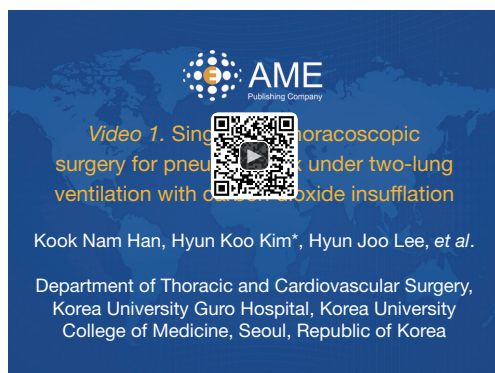 AME
Publishing Company
Video 1. Sing horacoscopic
surgery for pneu x under two-lung
ventilation with c oxide insufflation
Kook Nam Han, Hyun Koo Kim*, Hyun Joo Lee, et al.
Department of Thoracic and Cardiovascular Surgery,
Korea University Guro Hospital, Korea University
College of Medicine, Seoul, Republic of Korea